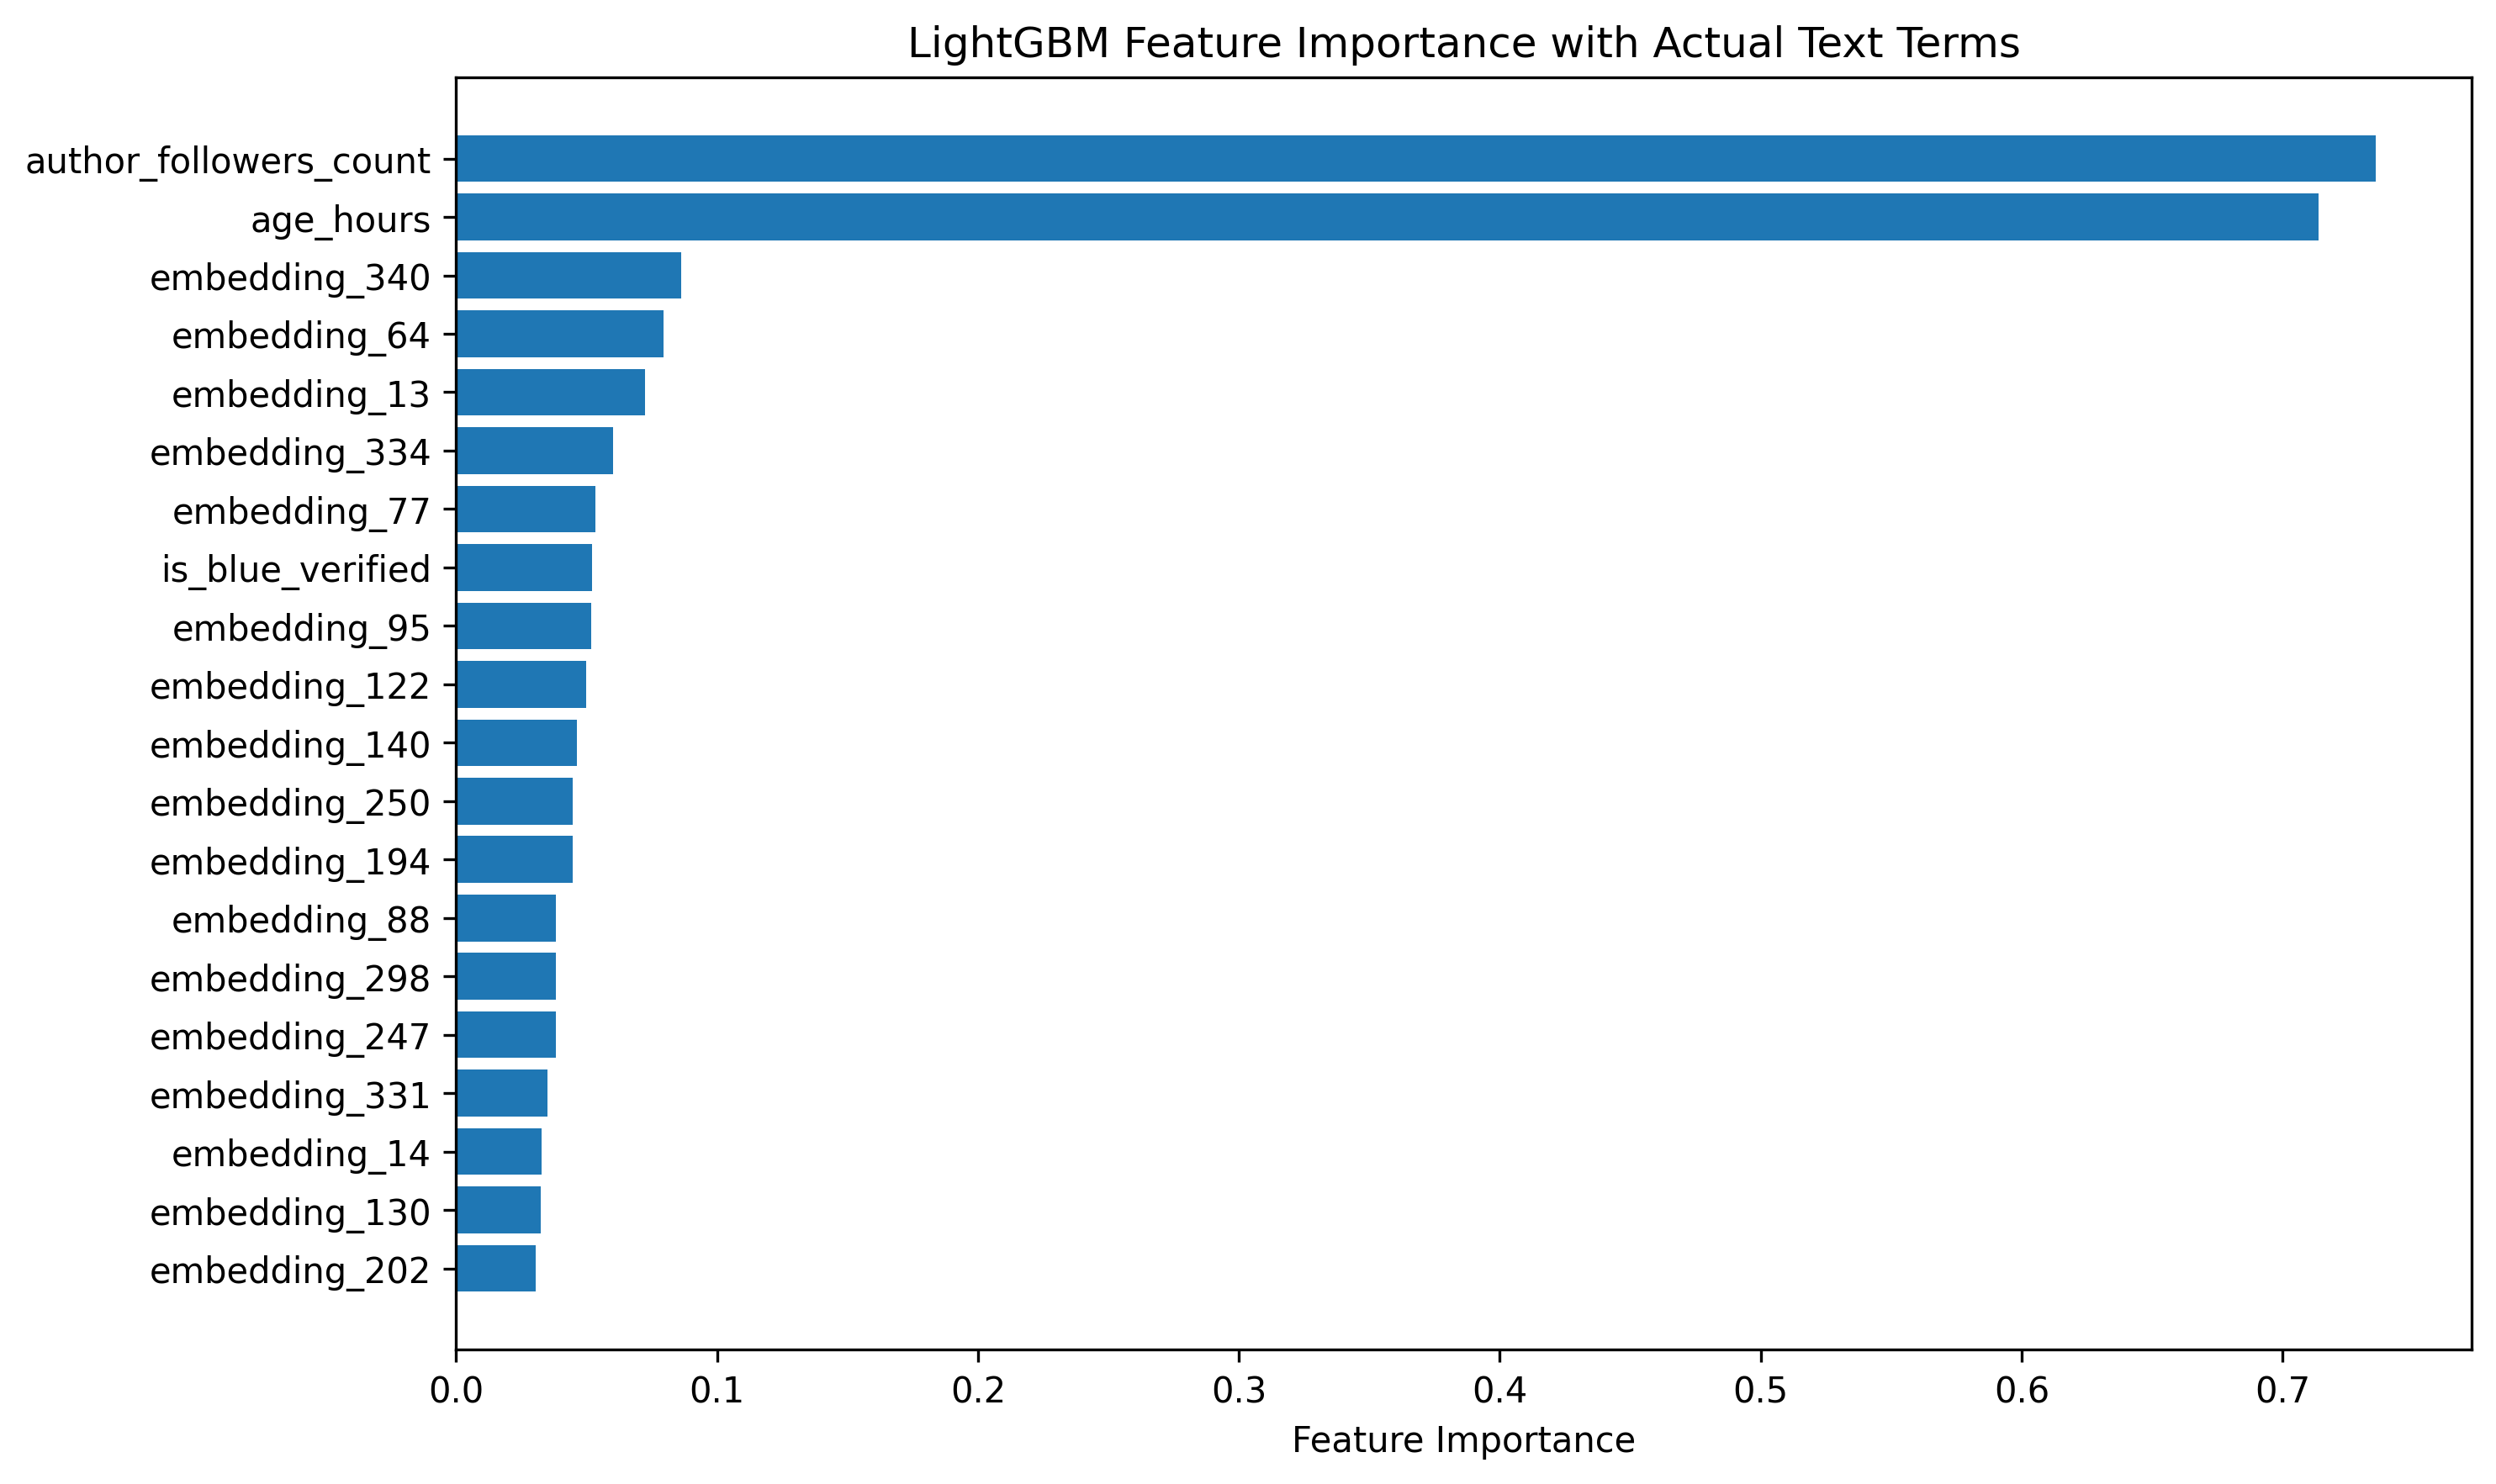 LightGBM Feature Importance with Actual Text Terms
author_followers_count
age_hours
embedding_340
embedding_64
embedding_13
embedding_334
embedding_77
is_blue_verified
embedding_95
embedding_122
embedding_140
embedding_250
embedding_194
embedding_88
embedding_298
embedding_247
embedding_331
embedding_14
embedding_130
embedding_202
0.0 0.1 0.2 0.3 0.4 0.5 0.6 0.7
Feature Importance